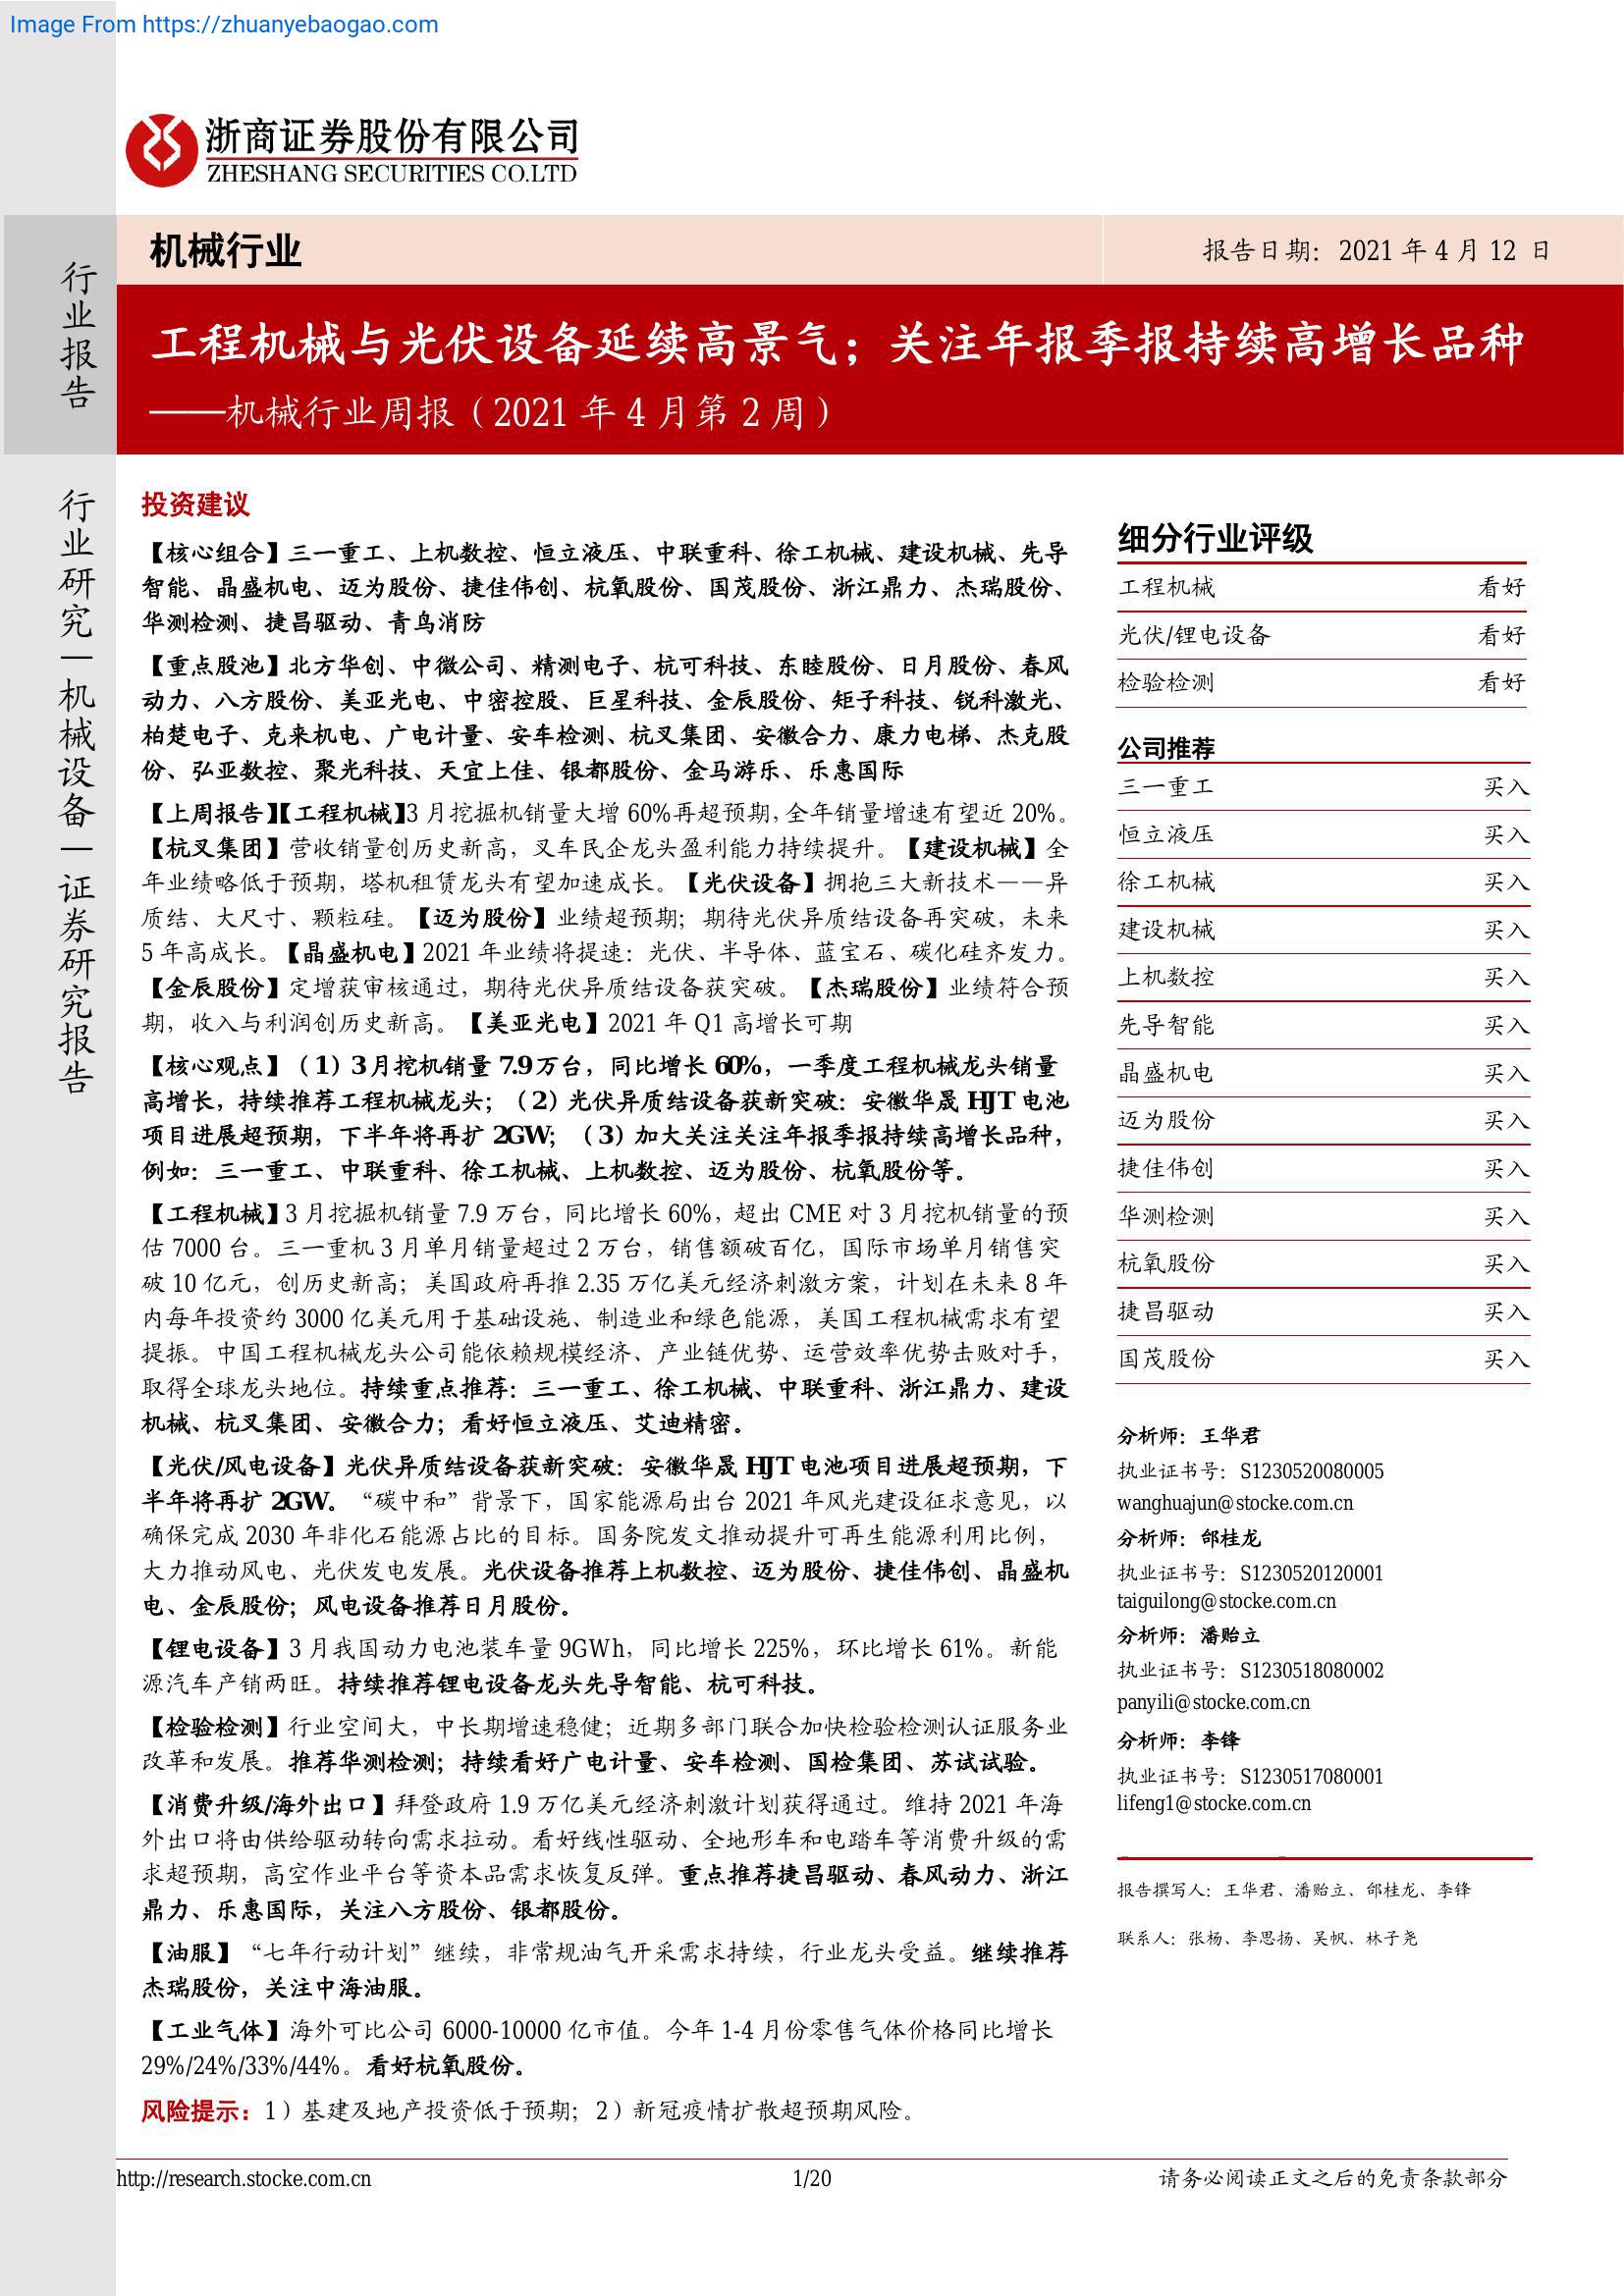 Image From https://zhuanyebaogao.com
浙商证券股份有限公司
ZHESHANG SECURITIES CO.LTD
行业报告
机械行业
报告日期：2021 年 4 月 12 日
工程机械与光伏设备延续高景气；关注年报季报持续高增长品种
——机械行业周报（2021 年 4 月第 2 周）
行业研究｜机械设备｜证券研究报告
投资建议
【核心组合】三一重工、上机数控、恒立液压、中联重科、徐工机械、建设机械、先导
智能、晶盛机电、迈为股份、捷佳伟创、杭氧股份、国茂股份、浙江鼎力、杰瑞股份、
华测检测、捷昌驱动、青鸟消防
【重点股池】北方华创、中微公司、精测电子、杭可科技、东睦股份、日月股份、春风
动力、八方股份、美亚光电、中密控股、巨星科技、金辰股份、矩子科技、锐科激光、
柏楚电子、克来机电、广电计量、安车检测、杭叉集团、安徽合力、康力电梯、杰克股
份、弘亚数控、聚光科技、天宜上佳、银都股份、金马游乐、乐惠国际
【上周报告】【工程机械】3 月挖掘机销量大增 60%再超预期，全年销量增速有望近 20%。
【杭叉集团】营收销量创历史新高，叉车民企龙头盈利能力持续提升。【建设机械】全
年业绩略低于预期，塔机租赁龙头有望加速成长。【光伏设备】拥抱三大新技术——异
质结、大尺寸、颗粒硅。【迈为股份】业绩超预期；期待光伏异质结设备再突破，未来
5 年高成长。【晶盛机电】2021 年业绩将提速：光伏、半导体、蓝宝石、碳化硅齐发力。
【金辰股份】定增获审核通过，期待光伏异质结设备获突破。【杰瑞股份】业绩符合预
期，收入与利润创历史新高。【美亚光电】2021 年 Q1 高增长可期
【核心观点】（1）3 月挖机销量 7.9 万台，同比增长 60%，一季度工程机械龙头销量
高增长，持续推荐工程机械龙头；（2）光伏异质结设备获新突破：安徽华晟 HJT 电池
项目进展超预期，下半年将再扩 2GW；（3）加大关注关注年报季报持续高增长品种，
例如：三一重工、中联重科、徐工机械、上机数控、迈为股份、杭氧股份等。
【工程机械】3 月挖掘机销量 7.9 万台，同比增长 60%，超出 CME 对 3 月挖机销量的预
估 7000 台。三一重机 3 月单月销量超过 2 万台，销售额破百亿，国际市场单月销售突
破 10 亿元，创历史新高；美国政府再推 2.35 万亿美元经济刺激方案，计划在未来 8 年
内每年投资约 3000 亿美元用于基础设施、制造业和绿色能源，美国工程机械需求有望
提振。中国工程机械龙头公司能依赖规模经济、产业链优势、运营效率优势击败对手，
取得全球龙头地位。持续重点推荐：三一重工、徐工机械、中联重科、浙江鼎力、建设
机械、杭叉集团、安徽合力；看好恒立液压、艾迪精密。
【光伏/风电设备】光伏异质结设备获新突破：安徽华晟 HJT 电池项目进展超预期，下
半年将再扩 2GW。“碳中和”背景下，国家能源局出台 2021 年风光建设征求意见，以
确保完成 2030 年非化石能源占比的目标。国务院发文推动提升可再生能源利用比例，
大力推动风电、光伏发电发展。光伏设备推荐上机数控、迈为股份、捷佳伟创、晶盛机
电、金辰股份；风电设备推荐日月股份。
【锂电设备】3 月我国动力电池装车量 9GWh，同比增长 225%，环比增长 61%。新能
源汽车产销两旺。持续推荐锂电设备龙头先导智能、杭可科技。
【检验检测】行业空间大，中长期增速稳健；近期多部门联合加快检验检测认证服务业
改革和发展。推荐华测检测；持续看好广电计量、安车检测、国检集团、苏试试验。
【消费升级/海外出口】拜登政府 1.9 万亿美元经济刺激计划获得通过。维持 2021 年海
外出口将由供给驱动转向需求拉动。看好线性驱动、全地形车和电踏车等消费升级的需
求超预期，高空作业平台等资本品需求恢复反弹。重点推荐捷昌驱动、春风动力、浙江
鼎力、乐惠国际，关注八方股份、银都股份。
【油服】“七年行动计划”继续，非常规油气开采需求持续，行业龙头受益。继续推荐
杰瑞股份，关注中海油服。
【工业气体】海外可比公司 6000-10000 亿市值。今年 1-4 月份零售气体价格同比增长
29%/24%/33%/44%。看好杭氧股份。
风险提示：1）基建及地产投资低于预期；2）新冠疫情扩散超预期风险。
细分行业评级
工程机械 看好
光伏/锂电设备 看好
检验检测 看好
公司推荐
三一重工 买入
恒立液压 买入
徐工机械 买入
建设机械 买入
上机数控 买入
先导智能 买入
晶盛机电 买入
迈为股份 买入
捷佳伟创 买入
华测检测 买入
杭氧股份 买入
捷昌驱动 买入
国茂股份 买入
分析师：王华君
执业证书号：S1230520080005
wanghuajun@stocke.com.cn
分析师：邰桂龙
执业证书号：S1230520120001
taiguilong@stocke.com.cn
分析师：潘贻立
执业证书号：S1230518080002
panyili@stocke.com.cn
分析师：李锋
执业证书号：S1230517080001
lifeng1@stocke.com.cn
报告撰写人：王华君、潘贻立、邰桂龙、李锋
联系人：张杨、李思扬、吴帆、林子尧
http://research.stocke.com.cn
1/20
请务必阅读正文之后的免责条款部分